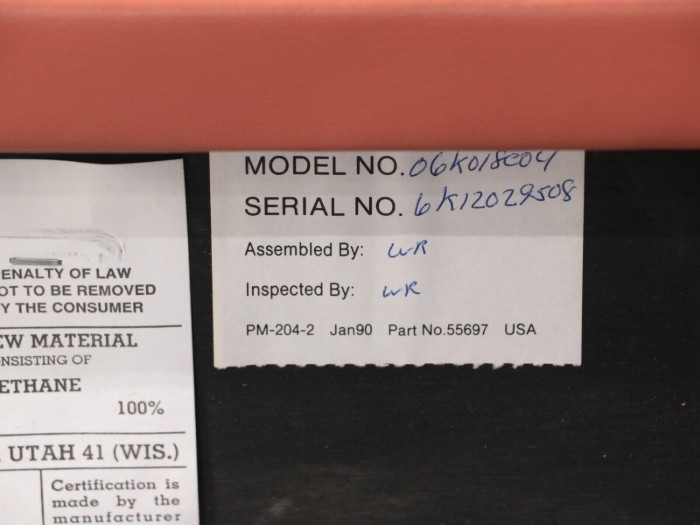 MODEL NO. 06K018C04
SERIAL NO. 6K12029508
Assembled By: WR
Inspected By: WR
PM-204-2 Jan90 Part No.55697 USA
ENALTY OF LAW
OT TO BE REMOVED
Y THE CONSUMER
EW MATERIAL
NSISTING OF
ETHANE
100%
UTAH 41 (WIS.)
Certification is
made by the
manufacturer